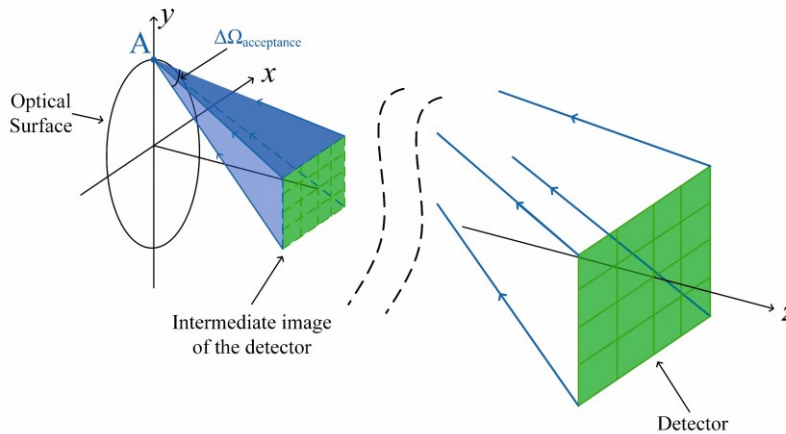 y
A
ΔΩacceptance
x
Optical
Surface
Intermediate image
of the detector
z
Detector